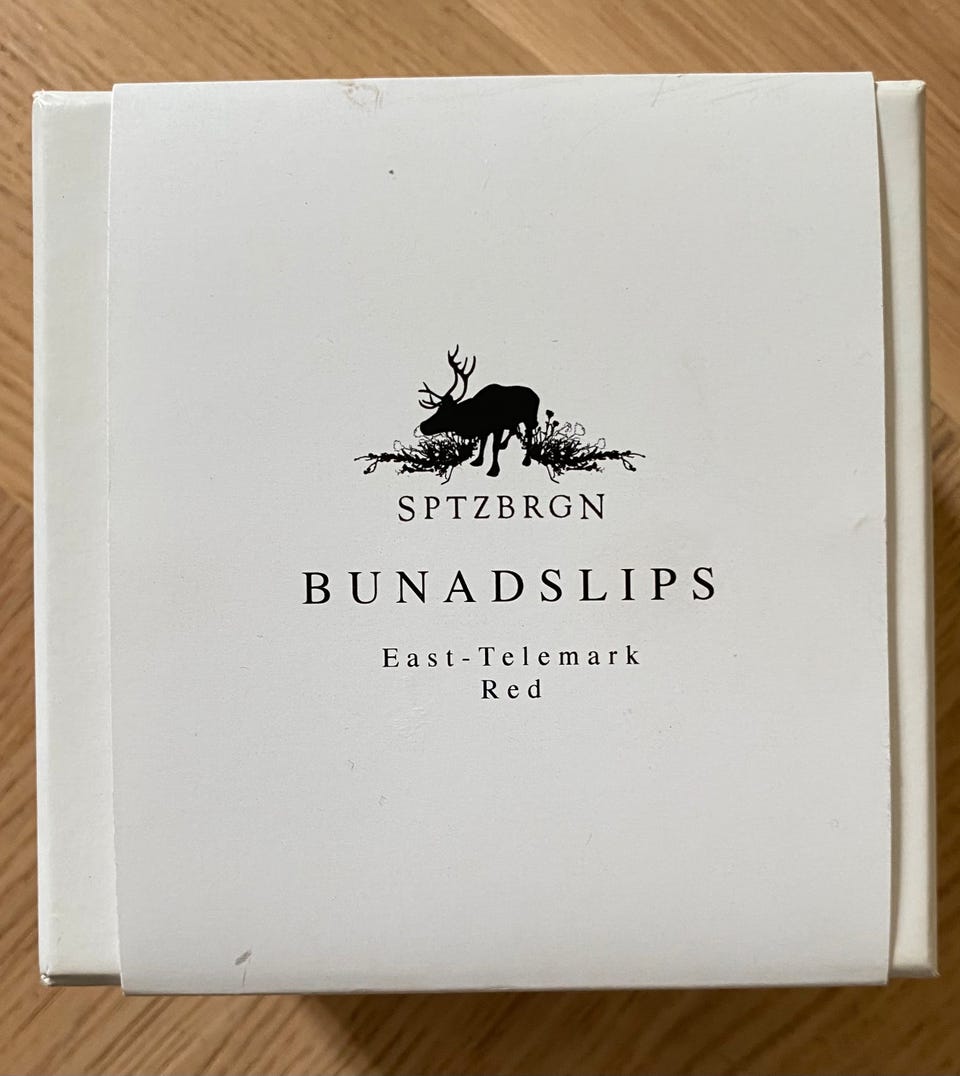 SPTZBRGN
BUNADSLIPS
East-Telemark
Red